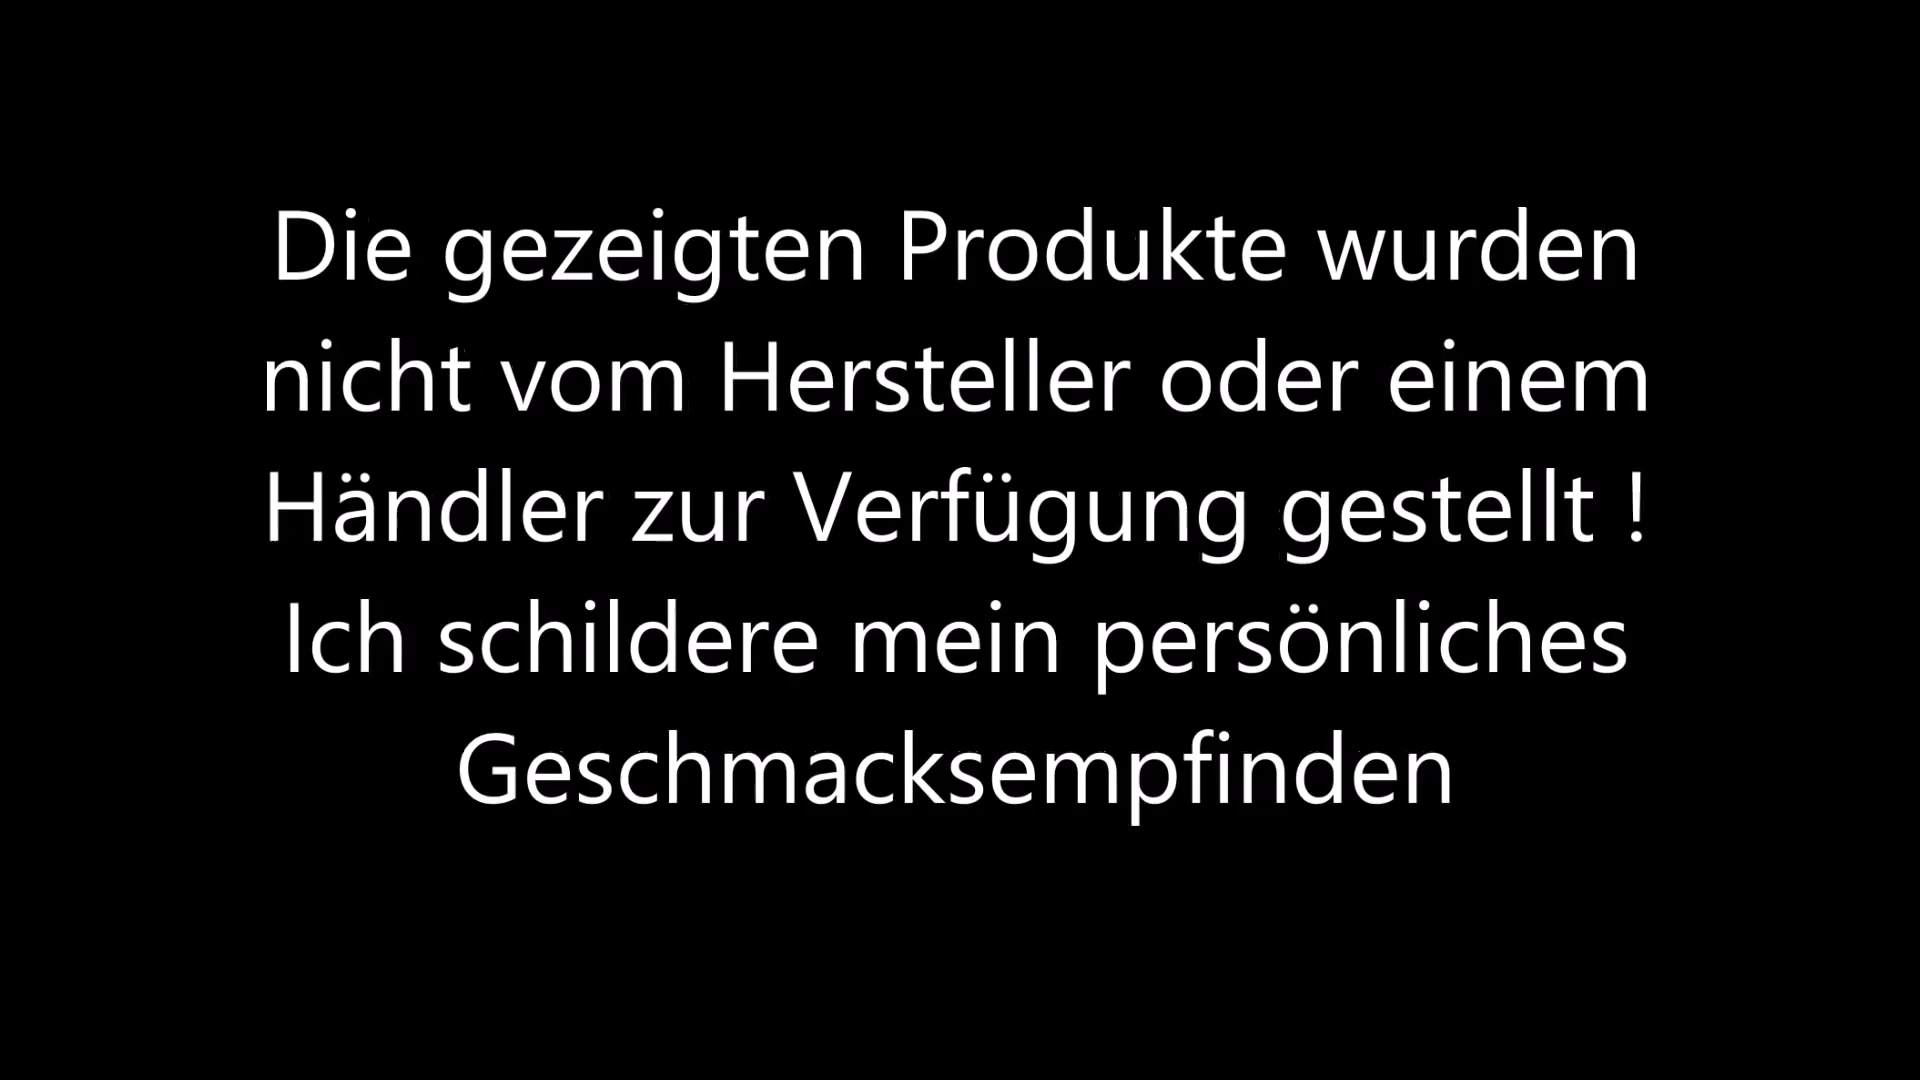 Die gezeigten Produkte wurden
nicht vom Hersteller oder einem
Händler zur Verfügung gestellt !
Ich schildere mein persönliches
Geschmacksempfinden